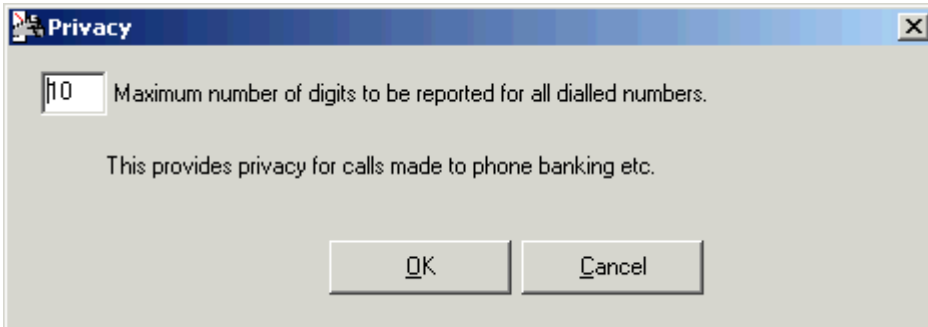 Privacy
10 Maximum number of digits to be reported for all dialled numbers.
This provides privacy for calls made to phone banking etc.
OK Cancel